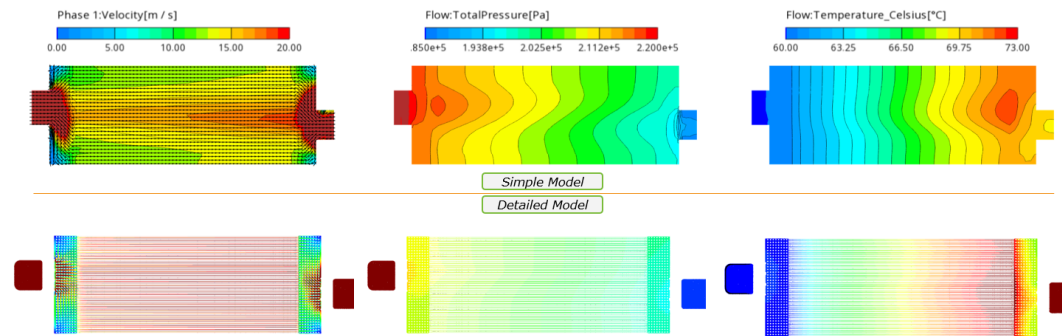 Phase 1:Velocity[m / s]
0.00 5.00 10.00 15.00 20.00
Flow:TotalPressure[Pa]
.850e+5 1.938e+5 2.025e+5 2.112e+5 2.200e+5
Flow:Temperature_Celsius[°C]
60.00 63.25 66.50 69.75 73.00
Simple Model
Detailed Model